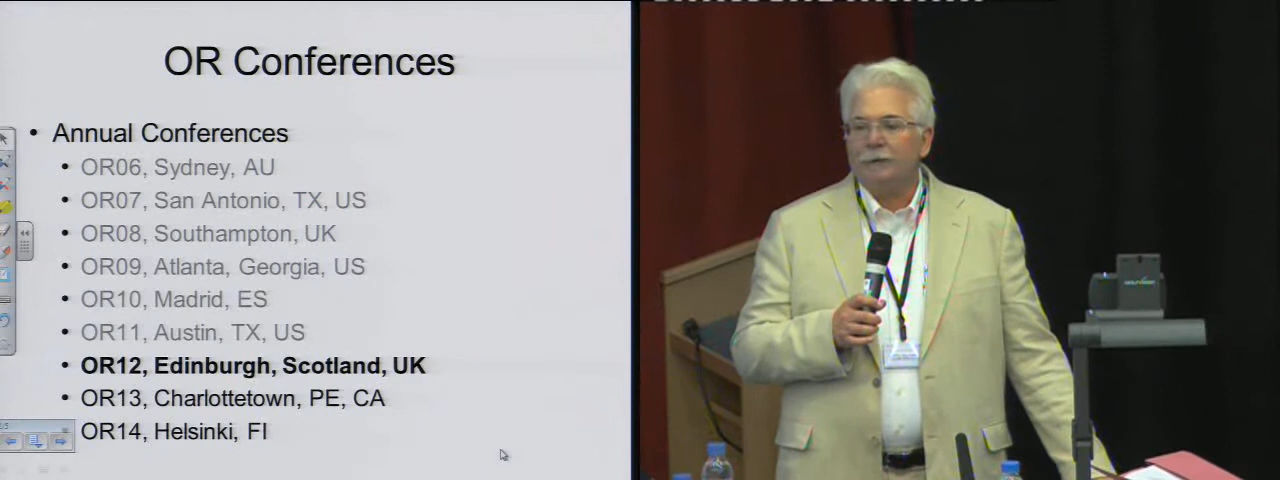 OR Conferences
• Annual Conferences
• OR06, Sydney, AU
• OR07, San Antonio, TX, US
• OR08, Southampton, UK
• OR09, Atlanta, Georgia, US
• OR10, Madrid, ES
• OR11, Austin, TX, US
• OR12, Edinburgh, Scotland, UK
• OR13, Charlottetown, PE, CA
OR14, Helsinki, FI